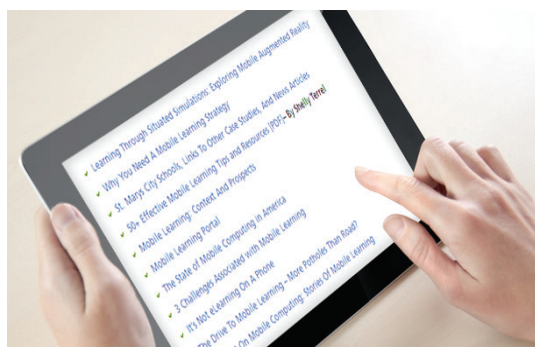 Learning Through Situated Simulations: Exploring Mobile Augmented Reality
Why You Need A Mobile Learning Strategy
St. Marys City Schools, Links To Other Case Studies, And News Articles
50+ Effective Mobile Learning Tips and Resources [PDF]– By Shelly Terrel
Mobile Learning: Context And Prospects
Mobile Learning Portal
The State of Mobile Computing in America
3 Challenges Associated with Mobile Learning
It's Not eLearning On A Phone
The Drive To Mobile Learning – More Potholes Than Road?
On Mobile Computing: Stories Of Mobile Learning